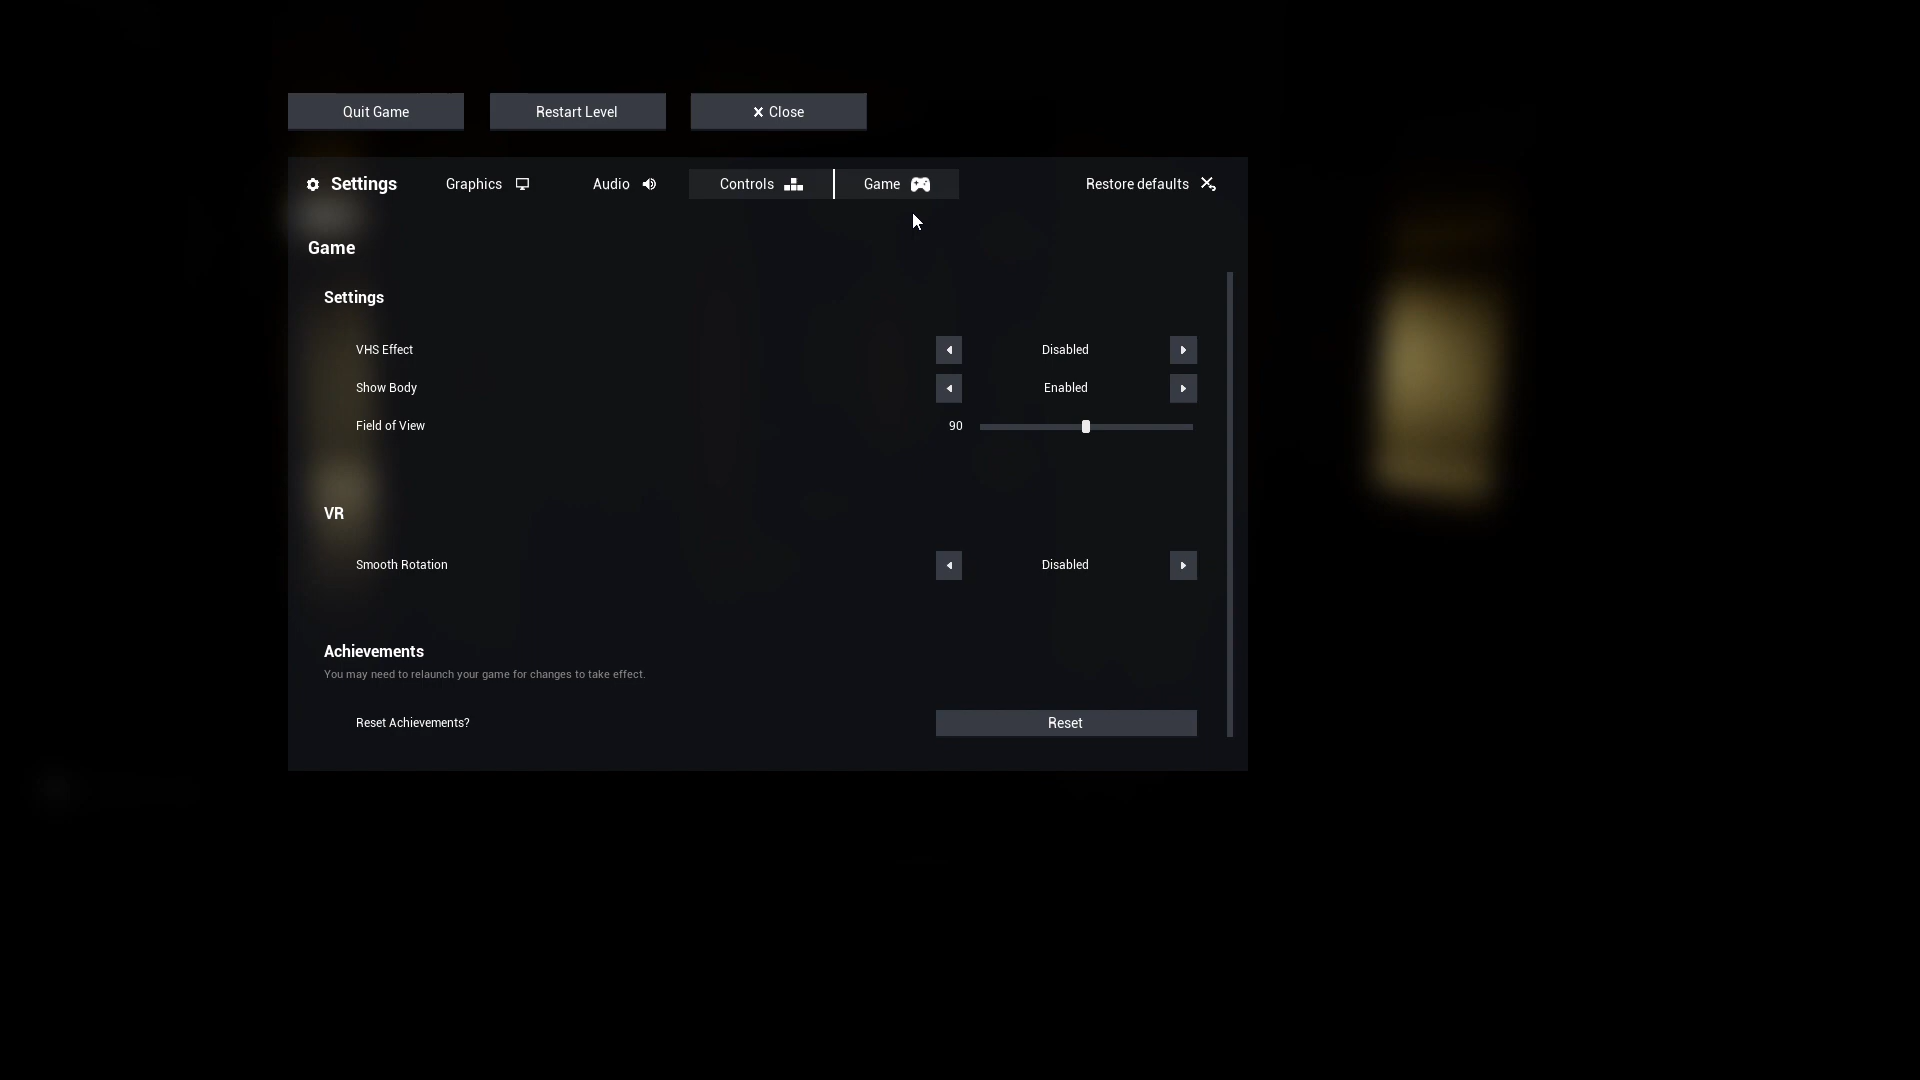 Quit Game
Restart Level
Close
Settings
Graphics
Audio
Controls
Game
Restore defaults
Game
Settings
VHS Effect
Disabled
Show Body
Enabled
Field of View
90
VR
Smooth Rotation
Disabled
Achievements
You may need to relaunch your game for changes to take effect.
Reset Achievements?
Reset